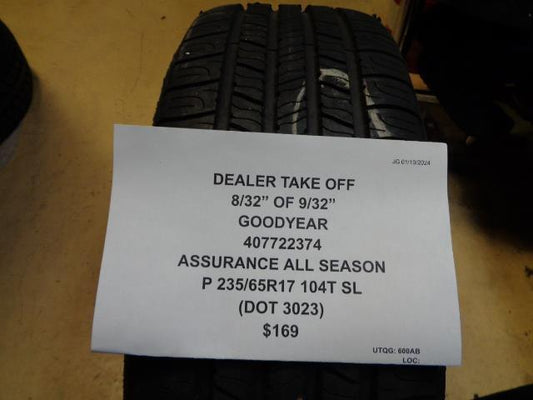 JG 01/13/2024
DEALER TAKE OFF
8/32” OF 9/32”
GOODYEAR
407722374
ASSURANCE ALL SEASON
P 235/65R17 104T SL
(DOT 3023)
$169
UTQG: 600AB
LOC: